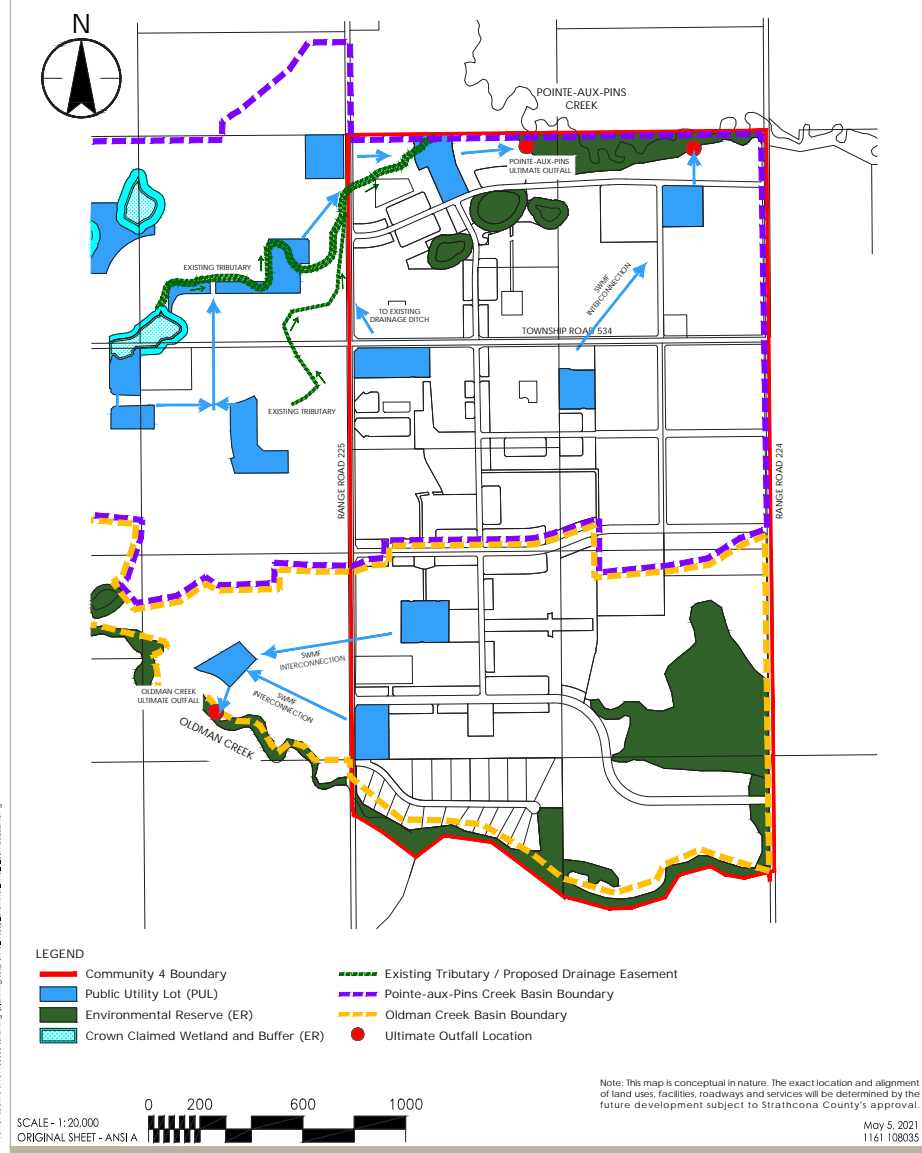 N
POINTE-AUX-PINS
CREEK
POINTE-AUX-PINS
ULTIMATE OUTFALL
EXISTING TRIBUTARY
SWMF
INTERCONNECTION
TO EXISTING
DRAINAGE DITCH
TOWNSHIP ROAD 534
EXISTING TRIBUTARY
RANGE ROAD 225
RANGE ROAD 224
SWMF
INTERCONNECTION
OLDMAN CREEK
ULTIMATE OUTFALL
SWMF
INTERCONNECTION
OLDMAN CREEK
LEGEND
Community 4 Boundary
Public Utility Lot (PUL)
Environmental Reserve (ER)
Crown Claimed Wetland and Buffer (ER)
Existing Tributary / Proposed Drainage Easement
Pointe-aux-Pins Creek Basin Boundary
Oldman Creek Basin Boundary
Ultimate Outfall Location
Note: This map is conceptual in nature. The exact location and alignment
of land uses, facilities, roadways and services will be determined by the
future development subject to Strathcona County's approval.
0 200 600 1000
SCALE - 1: 20,000
ORIGINAL SHEET - ANSI A
May 5, 2021
1161 108035